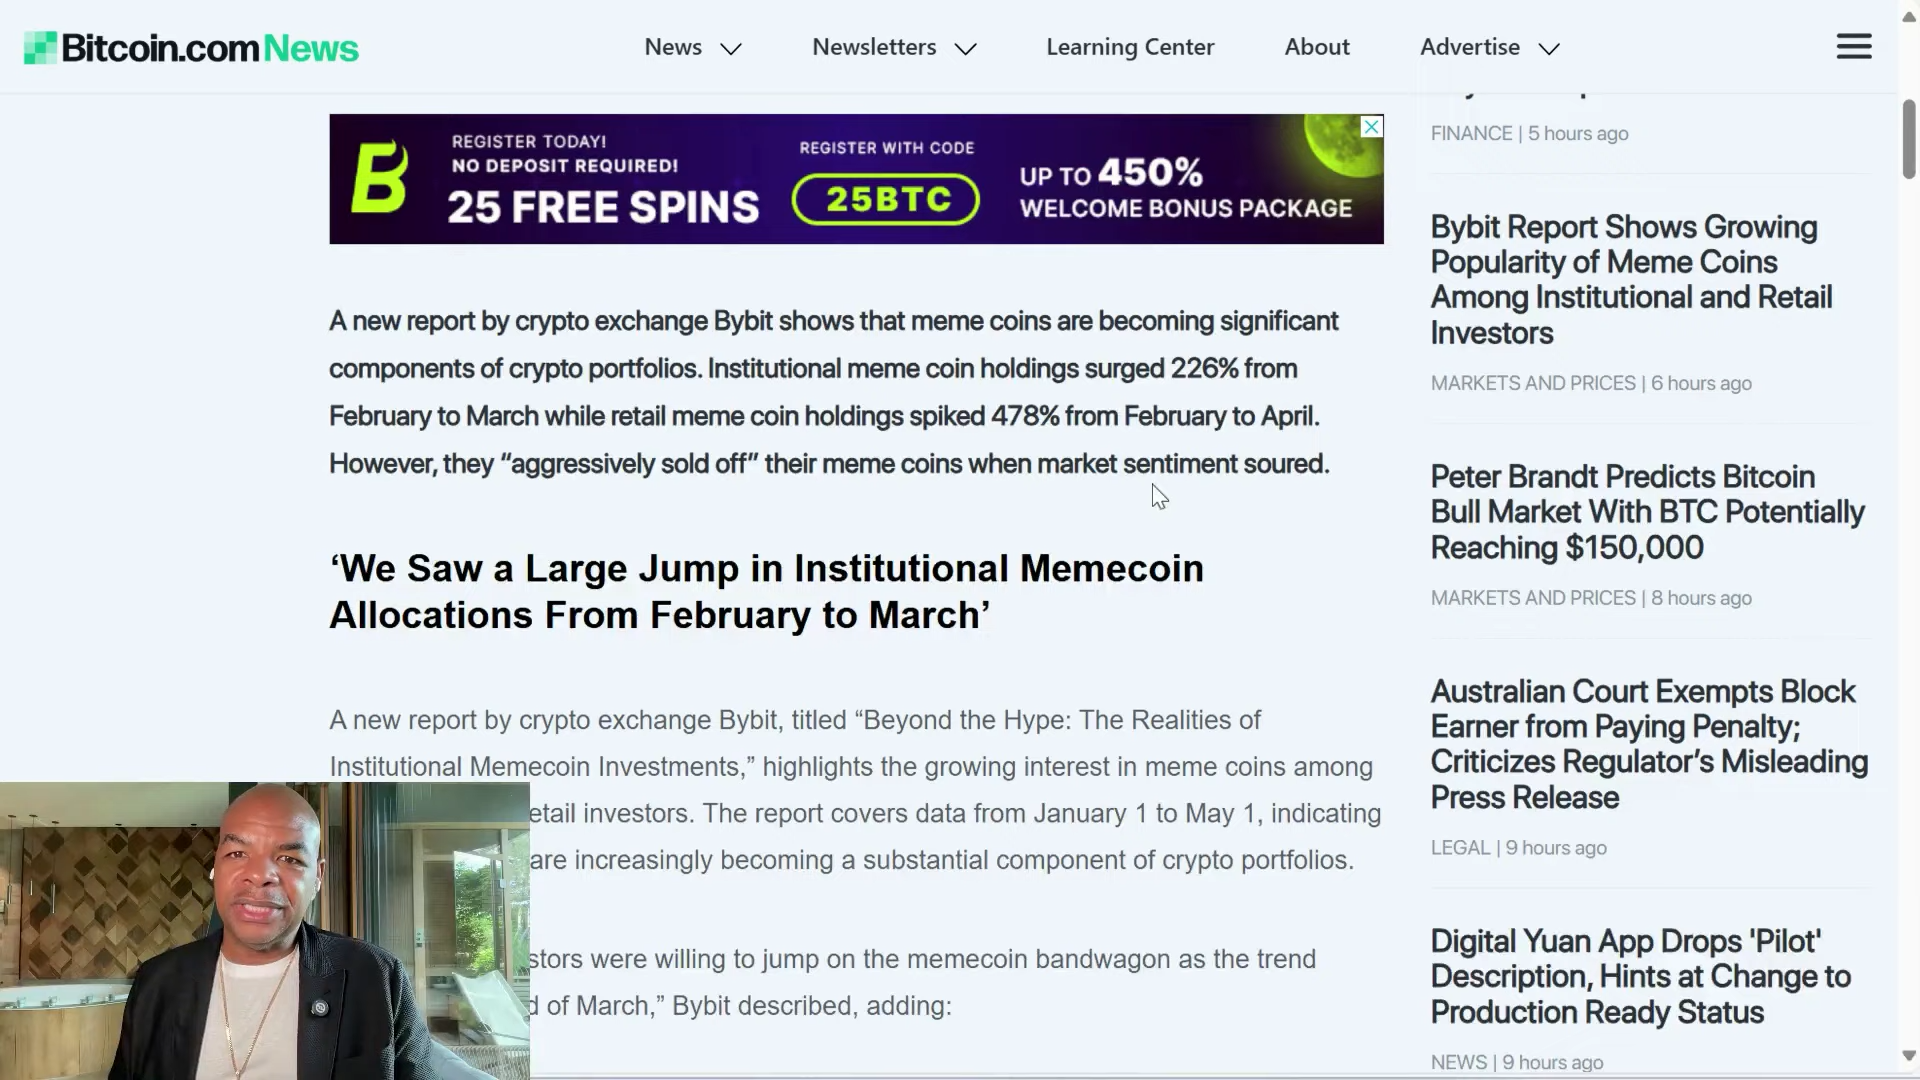 Bitcoin.com News
News
Newsletters
Learning Center
About
Advertise
REGISTER TODAY!
NO DEPOSIT REQUIRED!
25 FREE SPINS
REGISTER WITH CODE
25BTC
UP TO 450%
WELCOME BONUS PACKAGE
A new report by crypto exchange Bybit shows that meme coins are becoming significant
components of crypto portfolios. Institutional meme coin holdings surged 226% from
February to March while retail meme coin holdings spiked 478% from February to April.
However, they “aggressively sold off” their meme coins when market sentiment soured.
‘We Saw a Large Jump in Institutional Memecoin
Allocations From February to March’
A new report by crypto exchange Bybit, titled “Beyond the Hype: The Realities of
Institutional Memecoin Investments,” highlights the growing interest in meme coins among
etail investors. The report covers data from January 1 to May 1, indicating
are increasingly becoming a substantial component of crypto portfolios.
stors were willing to jump on the memecoin bandwagon as the trend
d of March,” Bybit described, adding:
FINANCE | 5 hours ago
Bybit Report Shows Growing
Popularity of Meme Coins
Among Institutional and Retail
Investors
MARKETS AND PRICES | 6 hours ago
Peter Brandt Predicts Bitcoin
Bull Market With BTC Potentially
Reaching $150,000
MARKETS AND PRICES | 8 hours ago
Australian Court Exempts Block
Earner from Paying Penalty;
Criticizes Regulator’s Misleading
Press Release
LEGAL | 9 hours ago
Digital Yuan App Drops 'Pilot'
Description, Hints at Change to
Production Ready Status
NEWS | 9 hours ago